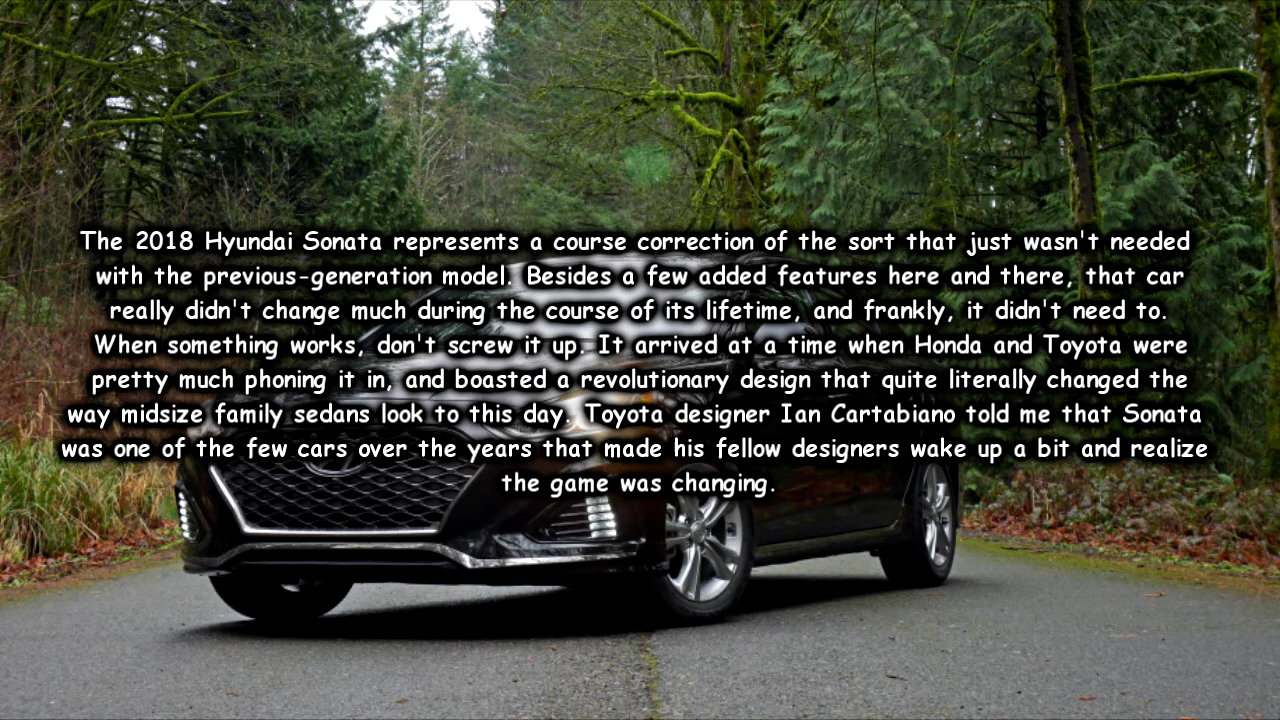 The 2018 Hyundai Sonata represents a course correction of the sort that just wasn't needed
with the previous-generation model. Besides a few added features here and there, that car
really didn't change much during the course of its lifetime, and frankly, it didn't need to.
When something works, don't screw it up. It arrived at a time when Honda and Toyota were
pretty much phoning it in, and boasted a revolutionary design that quite literally changed the
way midsize family sedans look to this day. Toyota designer Ian Cartabiano told me that Sonata
was one of the few cars over the years that made his fellow designers wake up a bit and realize
the game was changing.